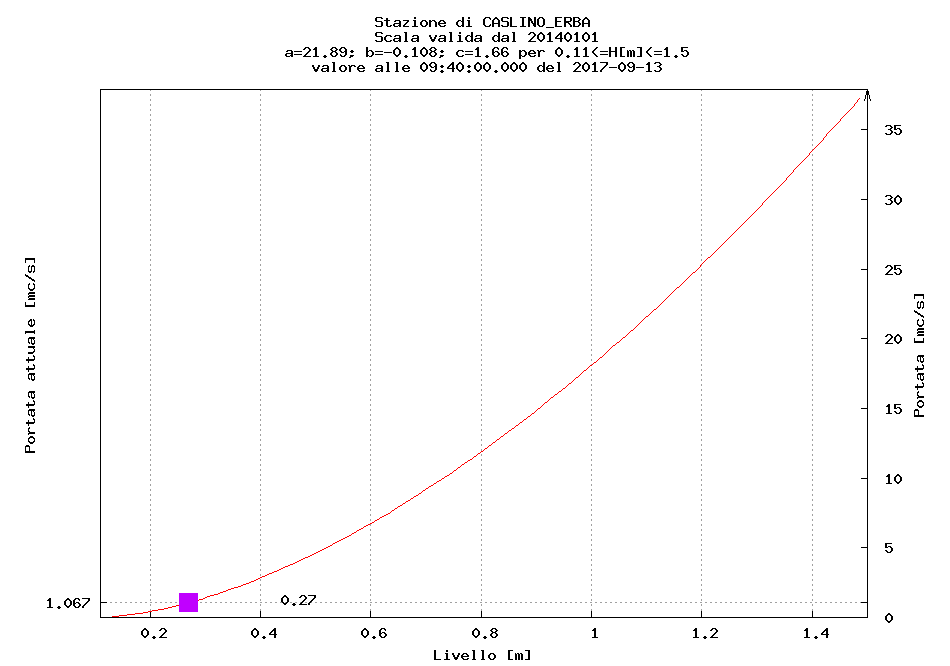 Stazione di CASLINO_ERBA
Scala valida dal 20140101
a=21.89; b=-0.108; c=1.66 per 0.11<=H[m]<=1.5
valore alle 09:40:00.000 del 2017-09-13
35
30
25
20
15
10
5
0
Portata [mc/s]
Portata attuale [mc/s]
1.067
0.27
0.2 0.4 0.6 0.8 1 1.2 1.4
Livello [m]